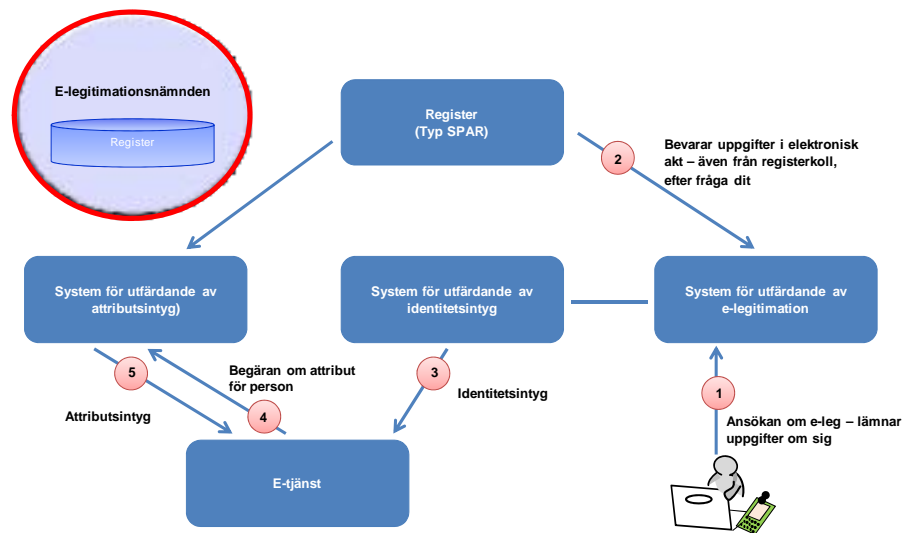 E-legitimationsnämnden
Register
Register
(Typ SPAR)
2
Bevarar uppgifter i elektronisk
akt – även från registerkoll,
efter fråga dit
System för utfärdande av
attributsintyg)
System för utfärdande av
identitetsintyg
System för utfärdande av
e-legitimation
5
Attributsintyg
Begäran om attribut
för person
4
3
Identitetsintyg
1
Ansökan om e-leg – lämnar
uppgifter om sig
E-tjänst